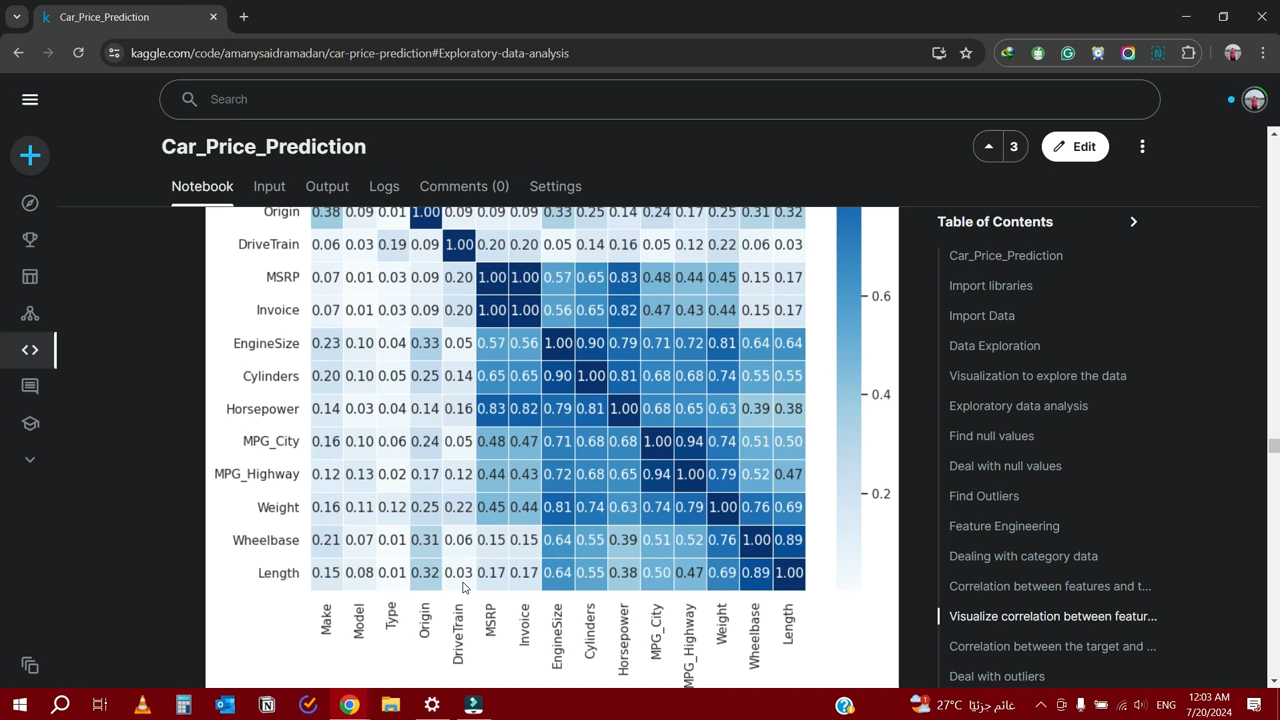 Car_Price_Prediction
kaggle.com/code/amanysaidramadan/car-price-prediction#Exploratory-data-analysis
Search
Car_Price_Prediction
3
Edit
Notebook Input Output Logs Comments (0) Settings
Origin 0.38 0.09 0.01 1.00 0.09 0.09 0.09 0.33 0.25 0.14 0.24 0.17 0.25 0.31 0.32
DriveTrain 0.06 0.03 0.19 0.09 1.00 0.20 0.20 0.05 0.14 0.16 0.05 0.12 0.22 0.06 0.03
MSRP 0.07 0.01 0.03 0.09 0.20 1.00 1.00 0.57 0.65 0.83 0.48 0.44 0.45 0.15 0.17
Invoice 0.07 0.01 0.03 0.09 0.20 1.00 1.00 0.56 0.65 0.82 0.47 0.43 0.44 0.15 0.17
EngineSize 0.23 0.10 0.04 0.33 0.05 0.57 0.56 1.00 0.90 0.79 0.71 0.72 0.81 0.64 0.64
Cylinders 0.20 0.10 0.05 0.25 0.14 0.65 0.65 0.90 1.00 0.81 0.68 0.68 0.74 0.55 0.55
Horsepower 0.14 0.03 0.04 0.14 0.16 0.83 0.82 0.79 0.81 1.00 0.68 0.65 0.63 0.39 0.38
MPG_City 0.16 0.10 0.06 0.24 0.05 0.48 0.47 0.71 0.68 0.68 1.00 0.94 0.74 0.51 0.50
MPG_Highway 0.12 0.13 0.02 0.17 0.12 0.44 0.43 0.72 0.68 0.65 0.94 1.00 0.79 0.52 0.47
Weight 0.16 0.11 0.12 0.25 0.22 0.45 0.44 0.81 0.74 0.63 0.74 0.79 1.00 0.76 0.69
Wheelbase 0.21 0.07 0.01 0.31 0.06 0.15 0.15 0.64 0.55 0.39 0.51 0.52 0.76 1.00 0.89
Length 0.15 0.08 0.01 0.32 0.03 0.17 0.17 0.64 0.55 0.38 0.50 0.47 0.69 0.89 1.00
Make Model Type Origin DriveTrain MSRP Invoice EngineSize Cylinders Horsepower MPG_City MPG_Highway Weight Wheelbase Length
0.6
0.4
0.2
Table of Contents
Car_Price_Prediction
Import libraries
Import Data
Data Exploration
Visualization to explore the data
Exploratory data analysis
Find null values
Deal with null values
Find Outliers
Feature Engineering
Dealing with category data
Correlation between features and t...
Visualize correlation between featur...
Correlation between the target and ...
Deal with outliers
27°C غائم جزئيًا
ENG
12:03 AM
7/20/2024